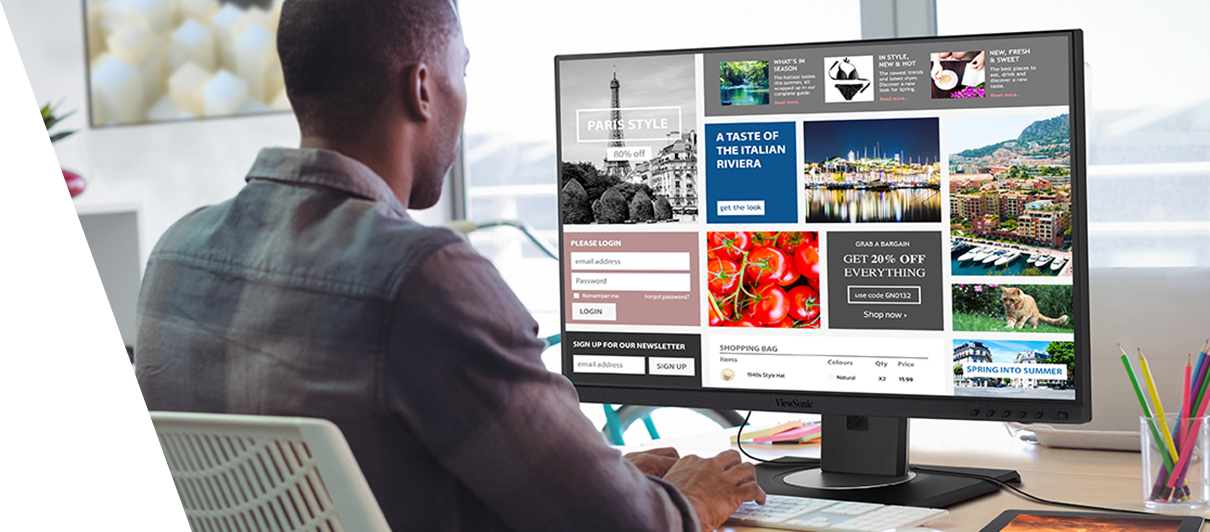 PARIS STYLE
80% off
WHAT'S IN
SEASON
The hottest tastes
this summer, all
wrapped up in our
complete guide.
Read more...
IN STYLE,
NEW & HOT
The newest trends
and latest styles.
Discover a new
look for Spring.
Read more...
NEW, FRESH
& SWEET
The best places to
eat, drink and
discover a new
taste.
Read more...
A TASTE OF
THE ITALIAN
RIVIERA
get the look
PLEASE LOGIN
email address
Password
Remember me
Forgot password?
LOGIN
GRAB A BARGAIN
GET 20% OFF
EVERYTHING
use code GN0132
Shop now ›
SIGN UP FOR OUR NEWSLETTER
email address
SIGN UP
SHOPPING BAG
Items Colours Qty Price
1940s Style Hat Natural X2 15.99
SPRING INTO SUMMER
ViewSonic